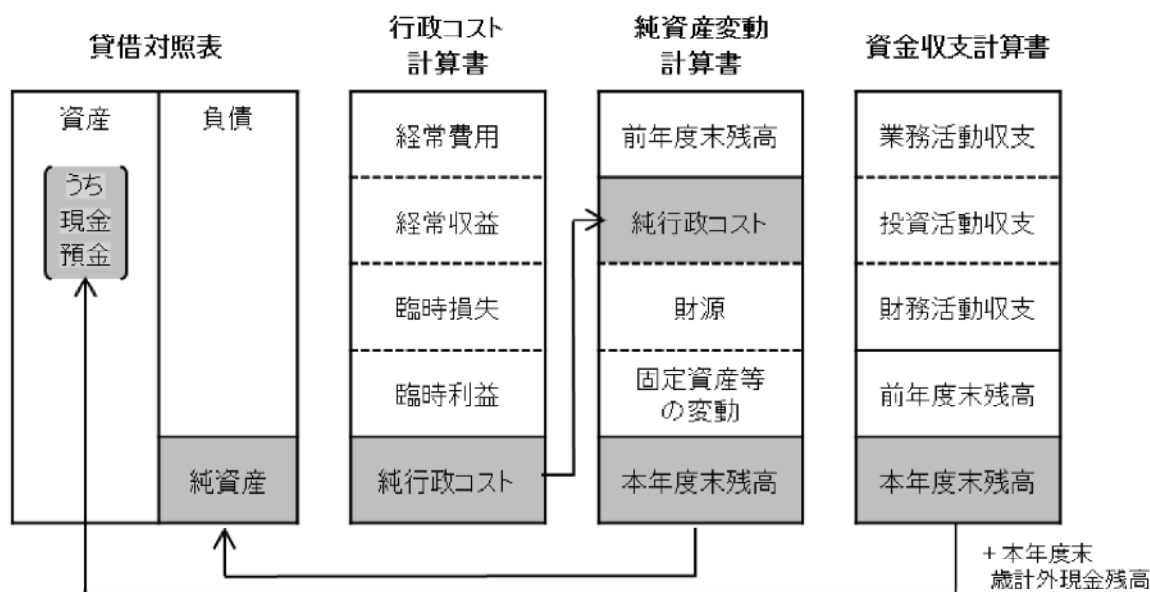 貸借対照表
資産
うち
現金
預金
負債
純資産
行政コスト
計算書
経常費用
経常収益
臨時損失
臨時利益
純行政コスト
純資産変動
計算書
前年度末残高
純行政コスト
財源
固定資産等
の変動
本年度末残高
資金収支計算書
業務活動収支
投資活動収支
財務活動収支
前年度末残高
本年度末残高
+本年度末
歳計外現金残高